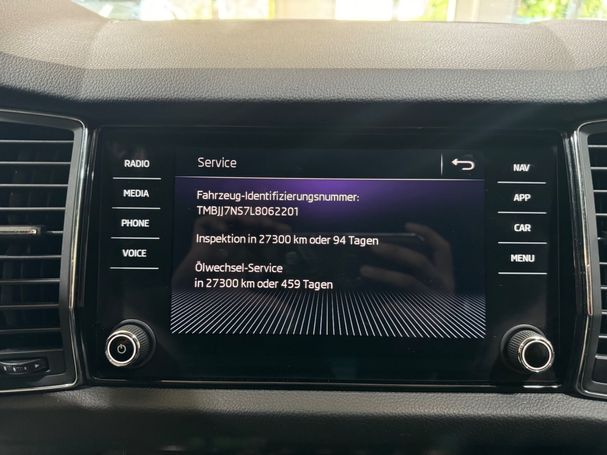 Service
RADIO
MEDIA
PHONE
VOICE
Fahrzeug-Identifizierungsnummer:
TMBJJ7NS7L8062201
Inspektion in 27300 km oder 94 Tagen
Ölwechsel-Service
in 27300 km oder 459 Tagen
NAV
APP
CAR
MENU